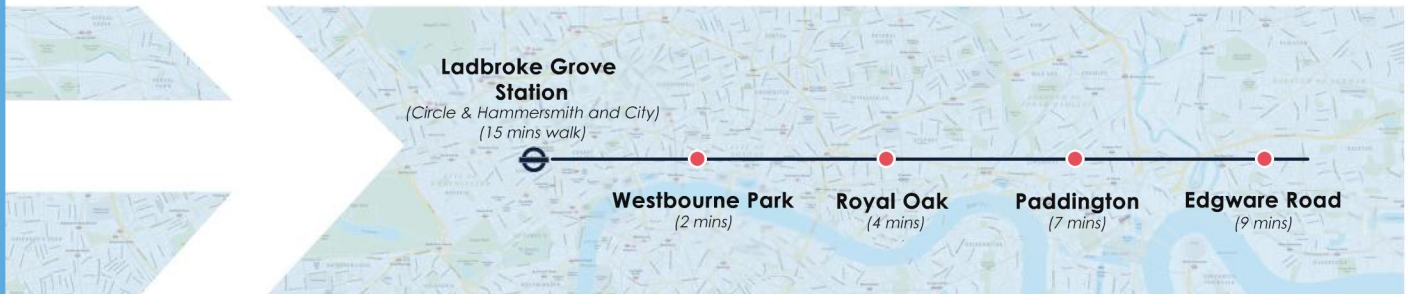 Ladbroke Grove
Station
(Circle & Hammersmith and City)
(15 mins walk)
Westbourne Park
(2 mins)
Royal Oak
(4 mins)
Paddington
(7 mins)
Edgware Road
(9 mins)